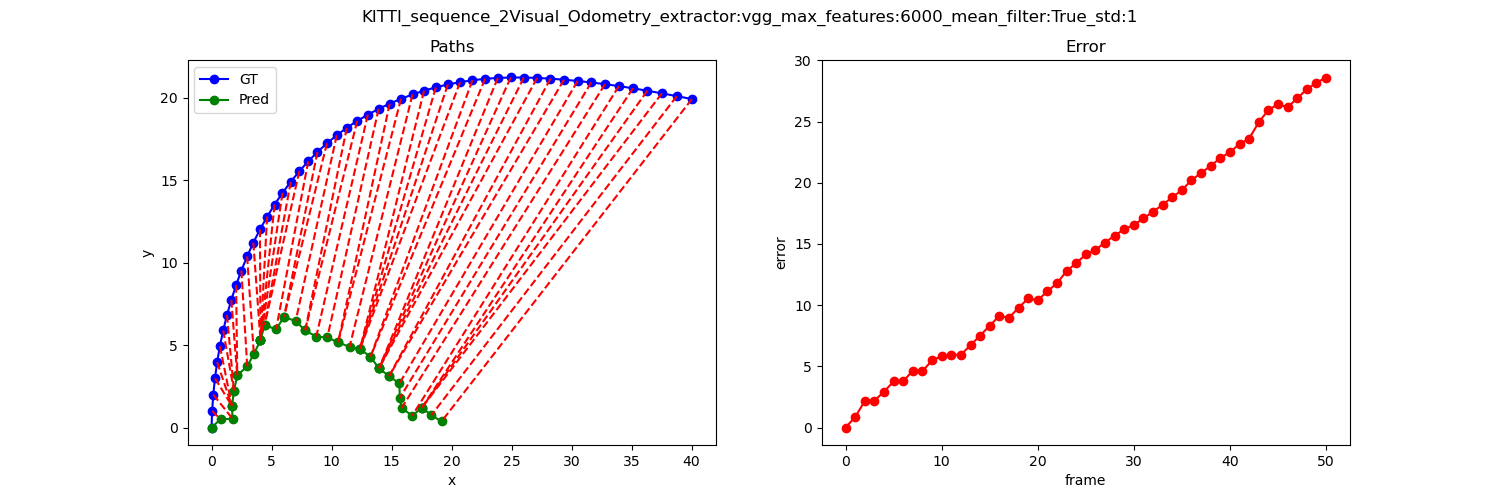 KITTI_sequence_2Visual_Odometry_extractor:vgg_max_features:6000_mean_filter:True_std:1
Paths
GT
Pred
20
15
10
5
0
y
0 5 10 15 20 25 30 35 40
x
Error
30
25
20
15
10
5
0
error
0 10 20 30 40 50
frame